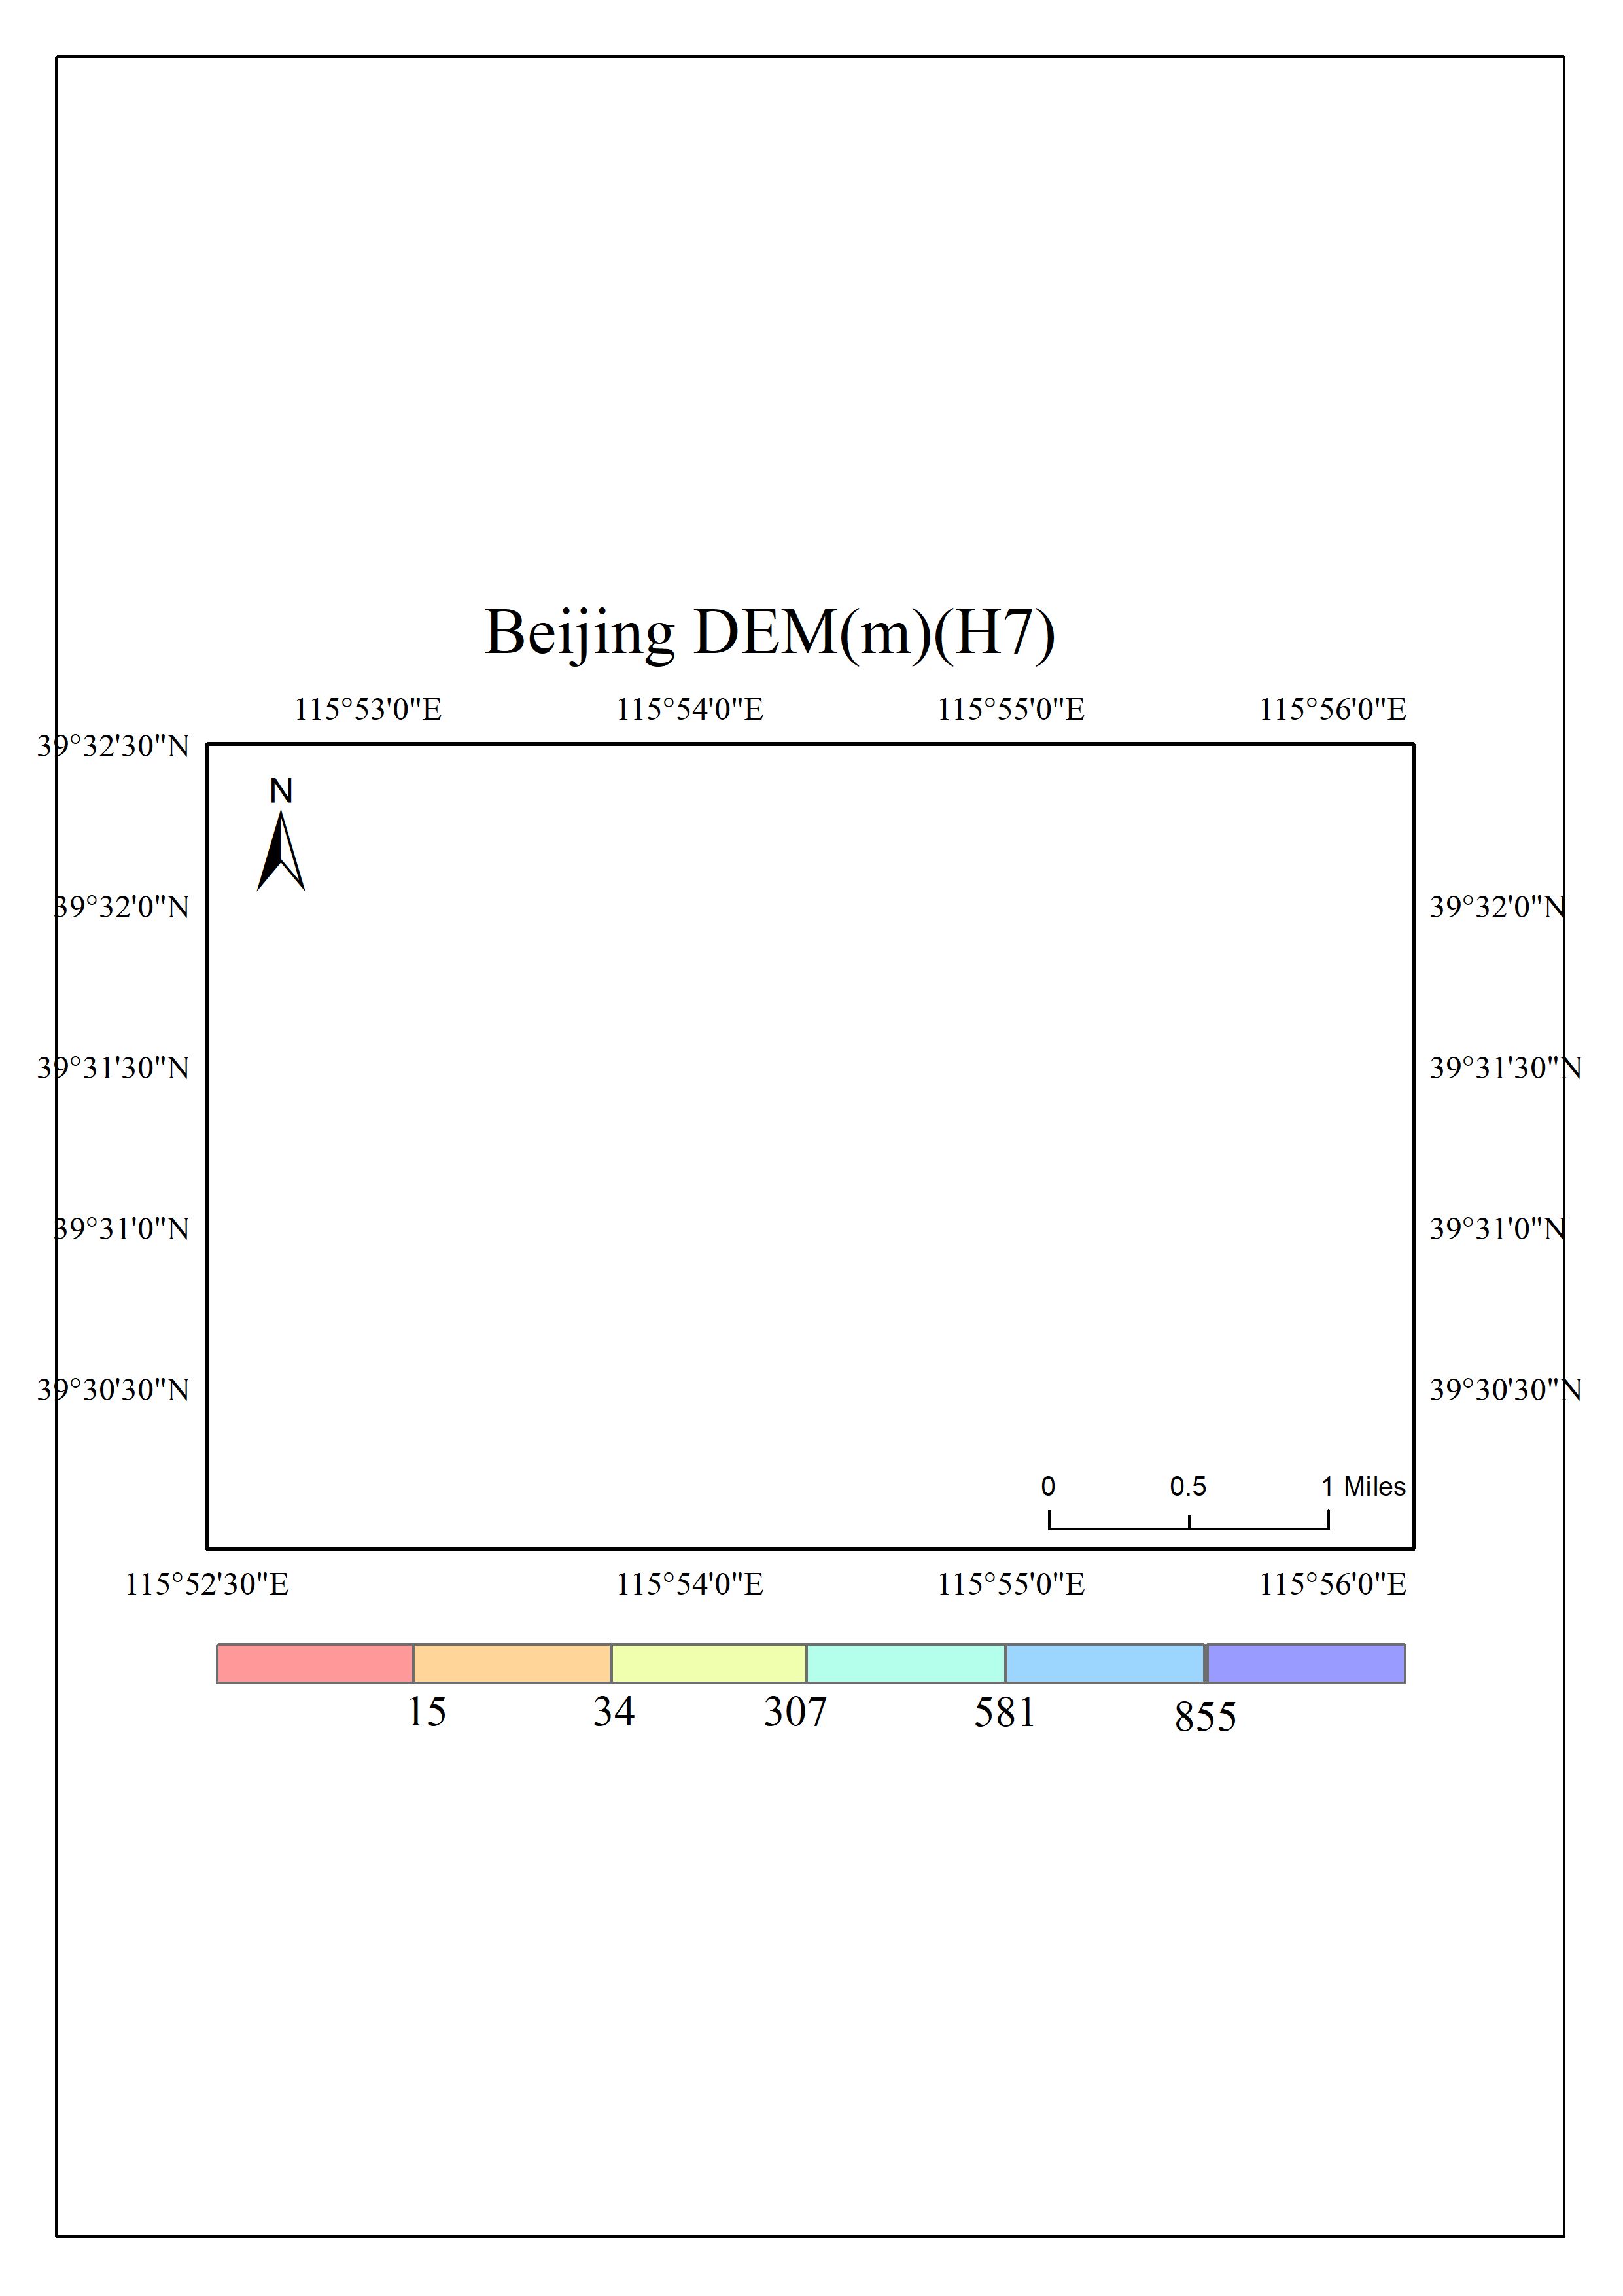 Beijing DEM(m)(H7)
115°53'0"E 115°54'0"E 115°55'0"E 115°56'0"E
39°32'30"N
N
39°32'0"N 39°32'0"N
39°31'30"N 39°31'30"N
39°31'0"N 39°31'0"N
39°30'30"N 39°30'30"N
0 0.5 1 Miles
115°52'30"E 115°54'0"E 115°55'0"E 115°56'0"E
15 34 307 581 855